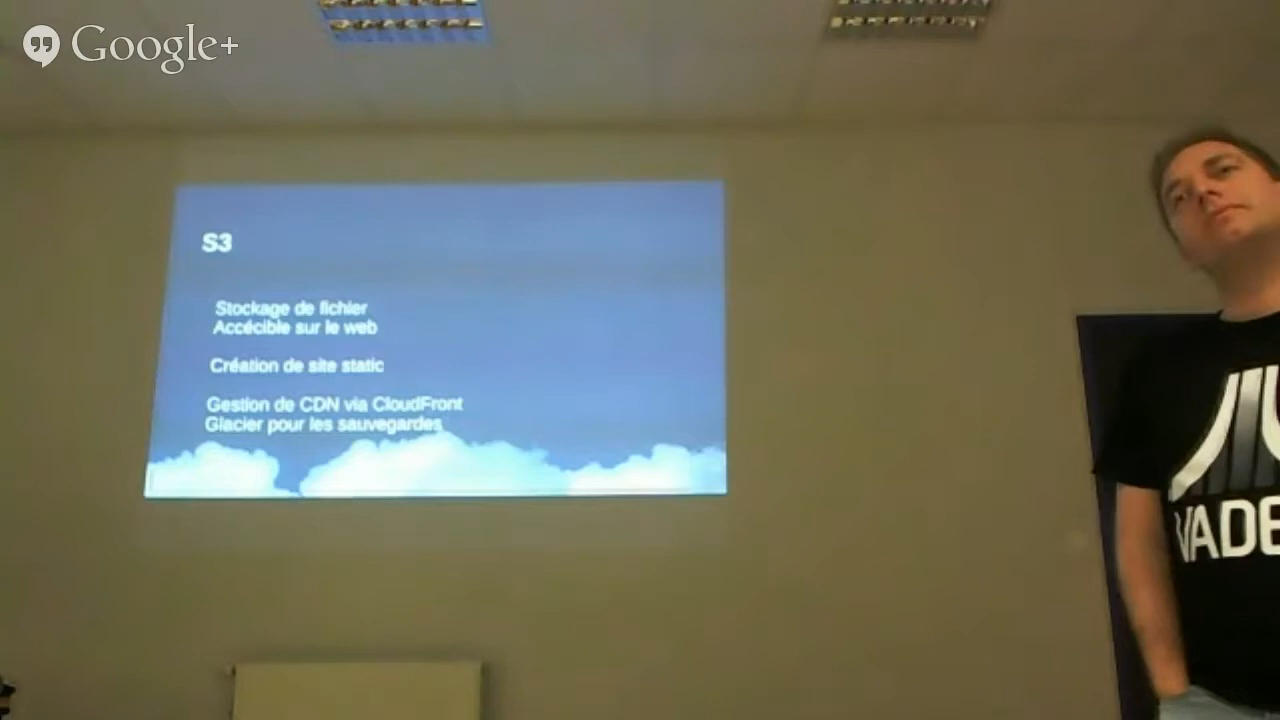 Google+
S3
Stockage de fichier
Accécible sur le web
Création de site static
Gestion de CDN via CloudFront
Glacier pour les sauvegardes
VADE